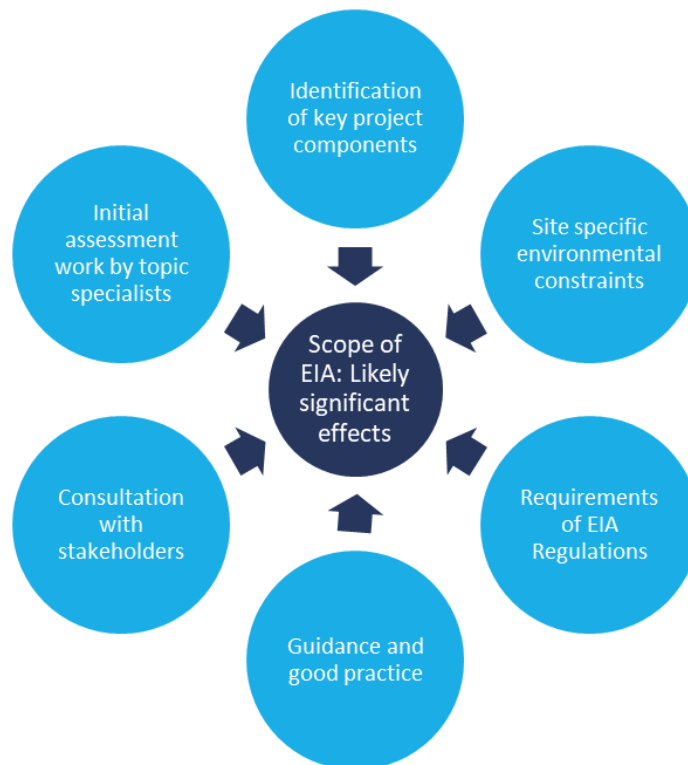 Identification
of key project
components
Site specific
environmental
constraints
Requirements
of EIA
Regulations
Guidance and
good practice
Consultation
with
stakeholders
Initial
assessment
work by topic
specialists
Scope of
EIA: Likely
significant
effects